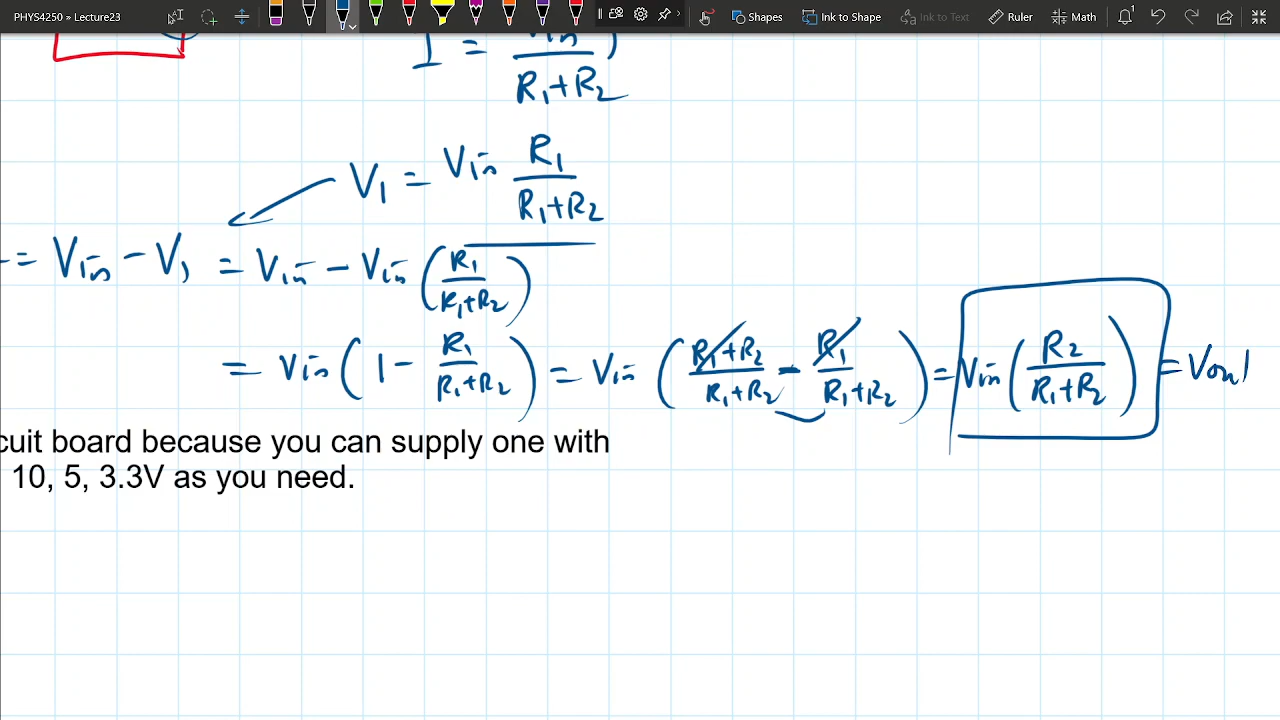 PHYS4250 » Lecture23
Shapes Ink to Shape Ink to Text Ruler Math
I = Vin / R1+R2
V1 = Vin R1 / R1+R2
= Vin - V1 = Vin - Vin (R1 / R1+R2)
= Vin (1 - R1 / R1+R2) = Vin (R1+R2 / R1+R2 - R1 / R1+R2) = Vin (R2 / R1+R2) = Vout
cuit board because you can supply one with
10, 5, 3.3V as you need.